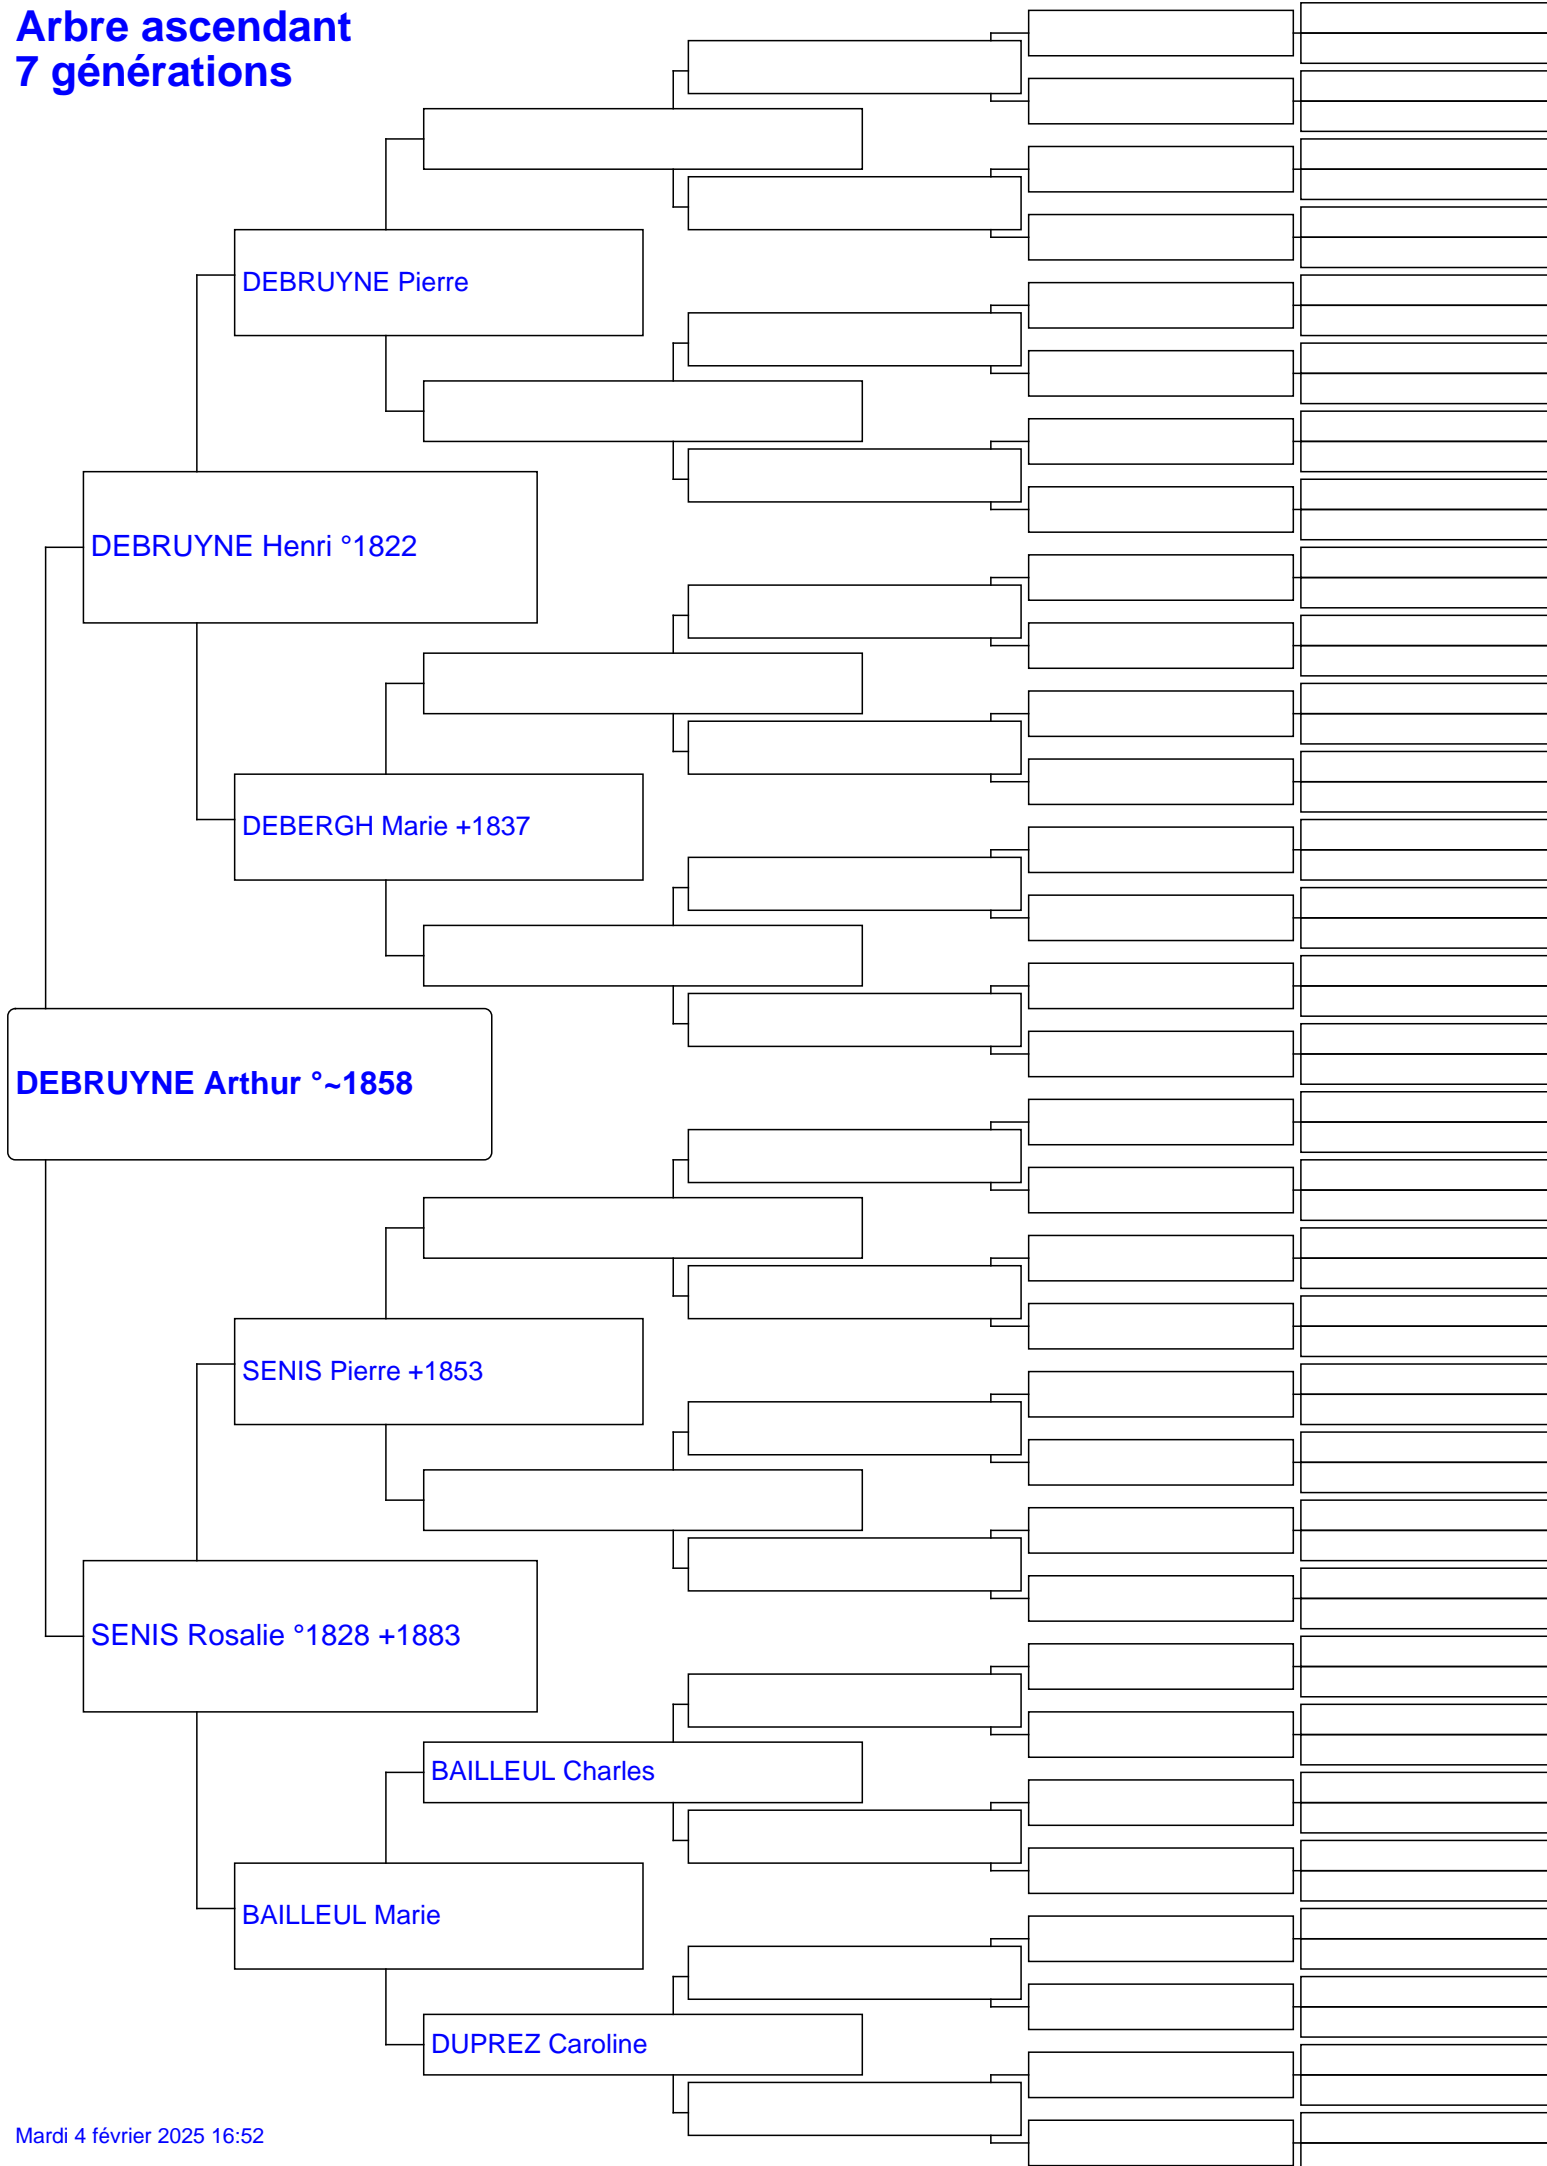 Arbre ascendant
7 générations
DEBRUYNE Pierre
DEBRUYNE Henri °1822
DEBERGH Marie +1837
DEBRUYNE Arthur °~1858
SENIS Pierre +1853
SENIS Rosalie °1828 +1883
BAILLEUL Charles
BAILLEUL Marie
DUPREZ Caroline
Mardi 4 février 2025 16:52